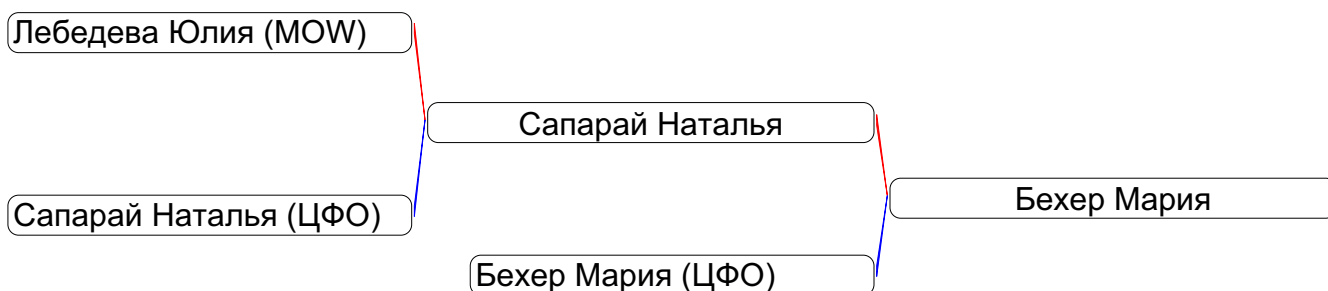 Лебедева Юлия (MOW)
Сапарай Наталья
Бехер Мария
Сапарай Наталья (ЦФО)
Бехер Мария (ЦФО)